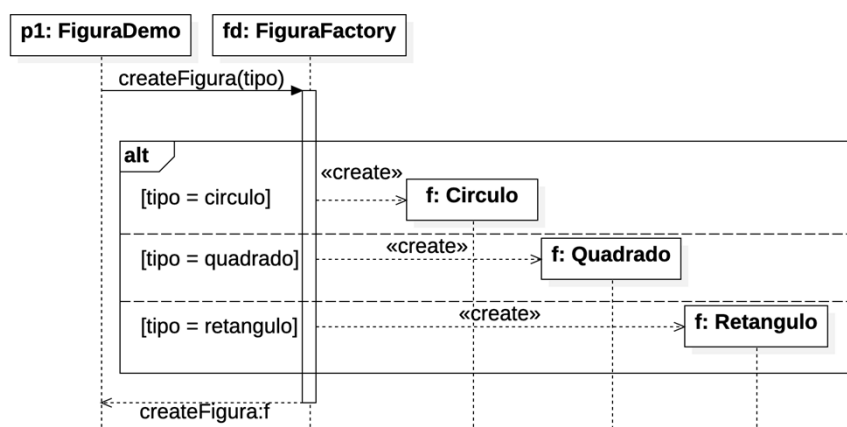 p1: FiguraDemo
fd: FiguraFactory
createFigura(tipo)
alt
«create»
[tipo = circulo]
f: Circulo
«create»
[tipo = quadrado]
f: Quadrado
«create»
[tipo = retangulo]
f: Retangulo
createFigura:f